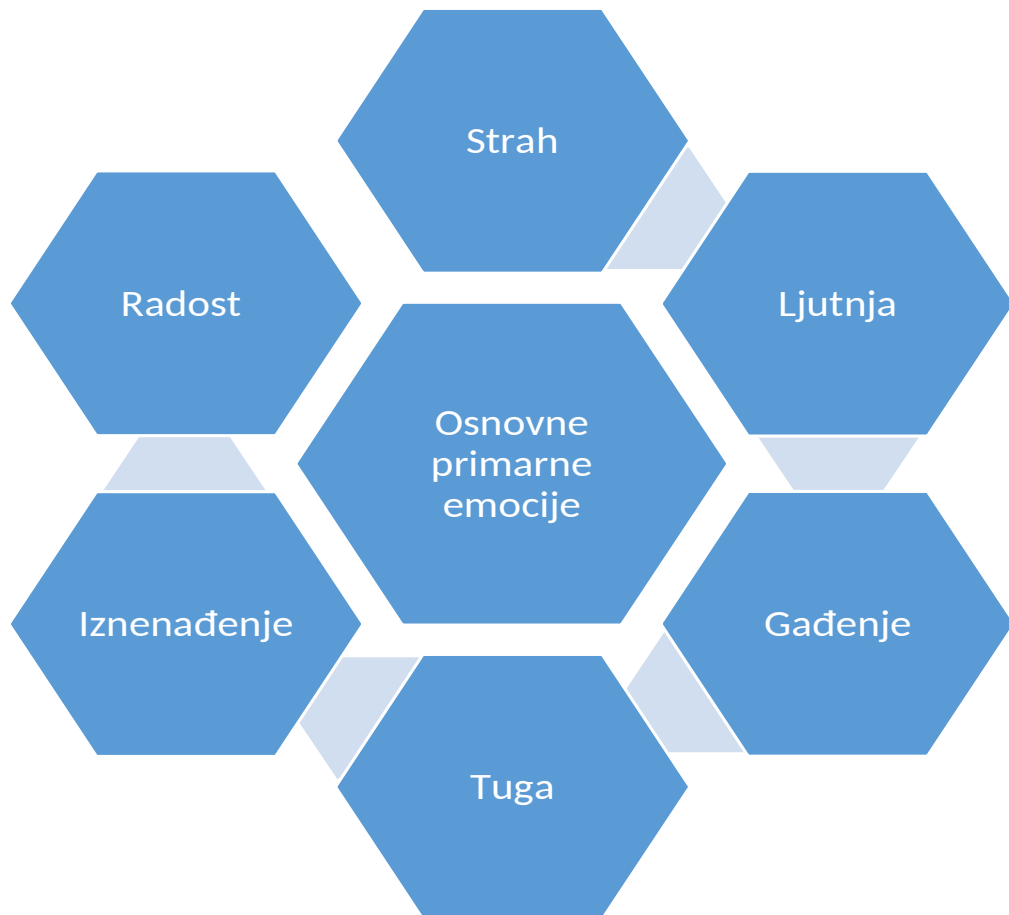 Strah
Radost
Ljutnja
Osnovne
primarne
emocije
Iznenađenje
Gađenje
Tuga